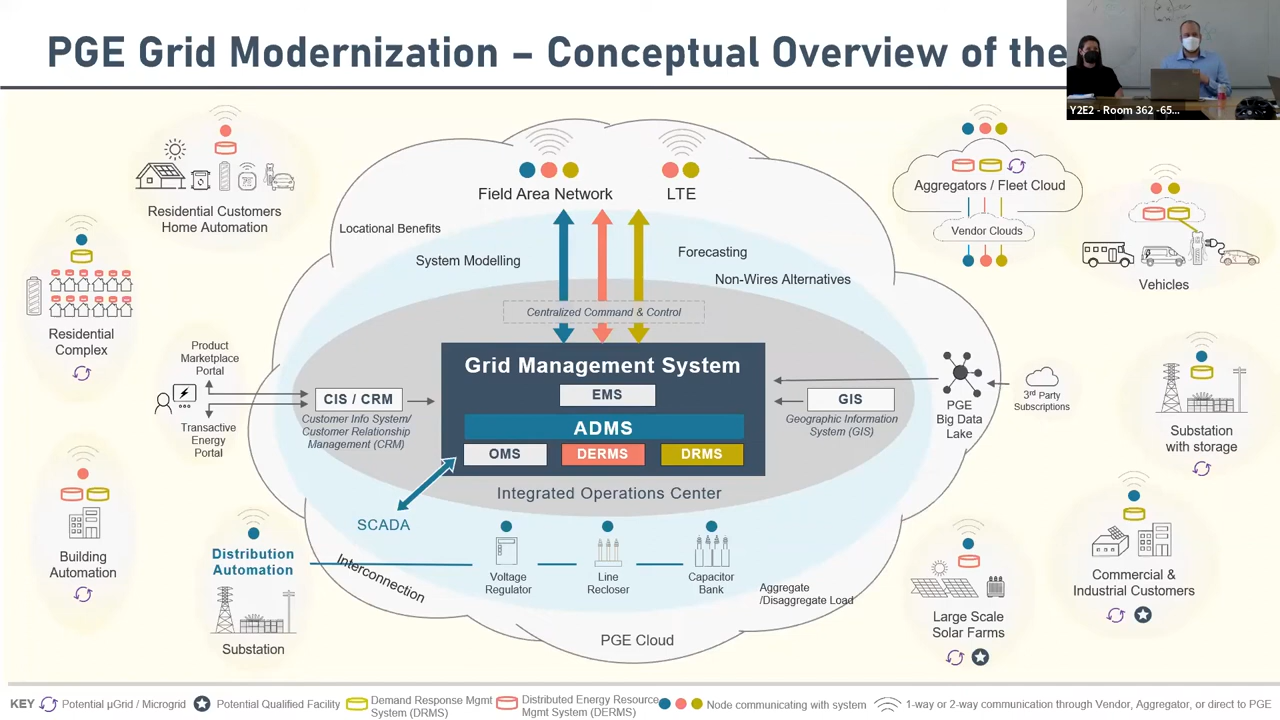 PGE Grid Modernization – Conceptual Overview of the
Y2E2 - Room 362 -65...
Residential Customers
Home Automation
Residential
Complex
Product
Marketplace
Portal
Transactive
Energy
Portal
Building
Automation
Distribution
Automation
Substation
Field Area Network
LTE
Locational Benefits
System Modelling
Forecasting
Non-Wires Alternatives
Centralized Command & Control
Grid Management System
EMS
ADMS
OMS
DERMS
DRMS
CIS / CRM
Customer Info System/
Customer Relationship
Management (CRM)
GIS
Geographic Information
System (GIS)
Integrated Operations Center
SCADA
Interconnection
Voltage
Regulator
Line
Recloser
Capacitor
Bank
Aggregate
/Disaggregate Load
PGE Cloud
PGE
Big Data
Lake
3rd Party
Subscriptions
Aggregators / Fleet Cloud
Vendor Clouds
Vehicles
Substation
with storage
Commercial &
Industrial Customers
Large Scale
Solar Farms
KEY
Potential µGrid / Microgrid
Potential Qualified Facility
Demand Response Mgmt
System (DRMS)
Distributed Energy Resource
Mgmt System (DERMS)
Node communicating with system
1-way or 2-way communication through Vendor, Aggregator, or direct to PGE